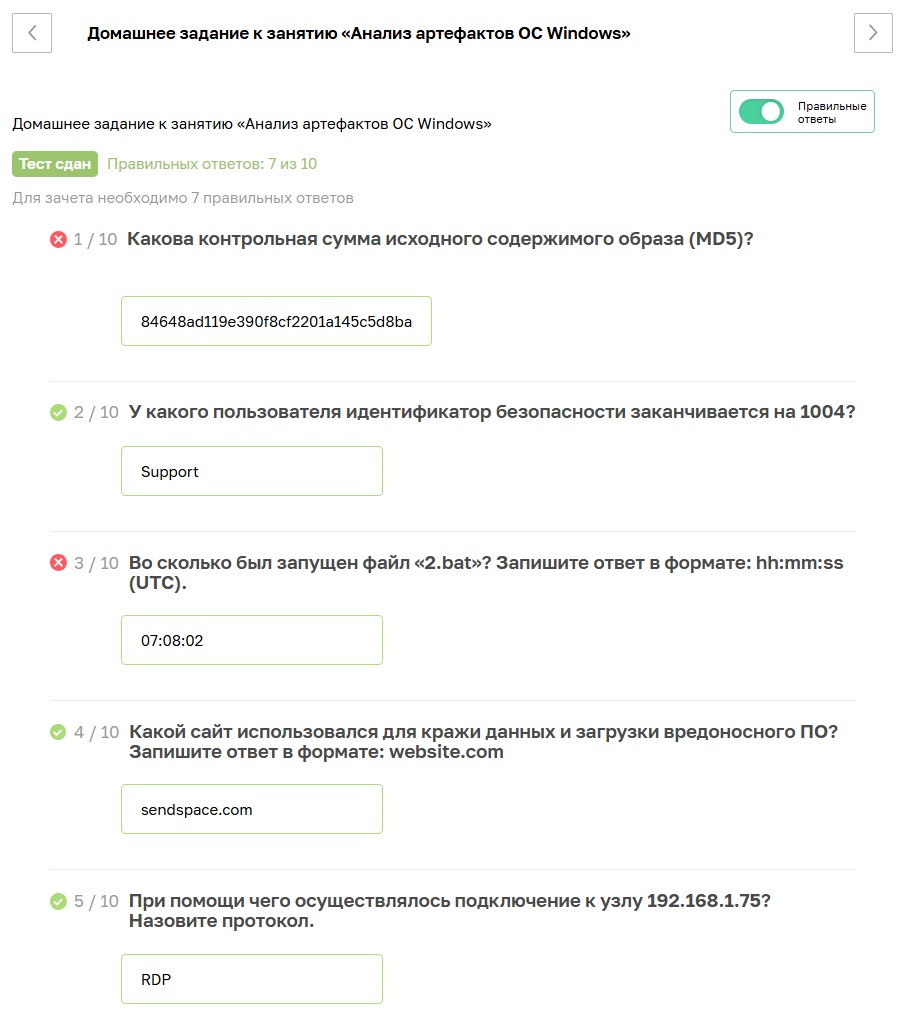 Домашнее задание к занятию «Анализ артефактов ОС Windows»
Домашнее задание к занятию «Анализ артефактов ОС Windows»
Правильные
ответы
Тест сдан Правильных ответов: 7 из 10
Для зачета необходимо 7 правильных ответов
1 / 10 Какова контрольная сумма исходного содержимого образа (MD5)?
84648ad119e390f8cf2201a145c5d8ba
2 / 10 У какого пользователя идентификатор безопасности заканчивается на 1004?
Support
3 / 10 Во сколько был запущен файл «2.bat»? Запишите ответ в формате: hh:mm:ss
(UTC).
07:08:02
4 / 10 Какой сайт использовался для кражи данных и загрузки вредоносного ПО?
Запишите ответ в формате: website.com
sendspace.com
5 / 10 При помощи чего осуществлялось подключение к узлу 192.168.1.75?
Назовите протокол.
RDP